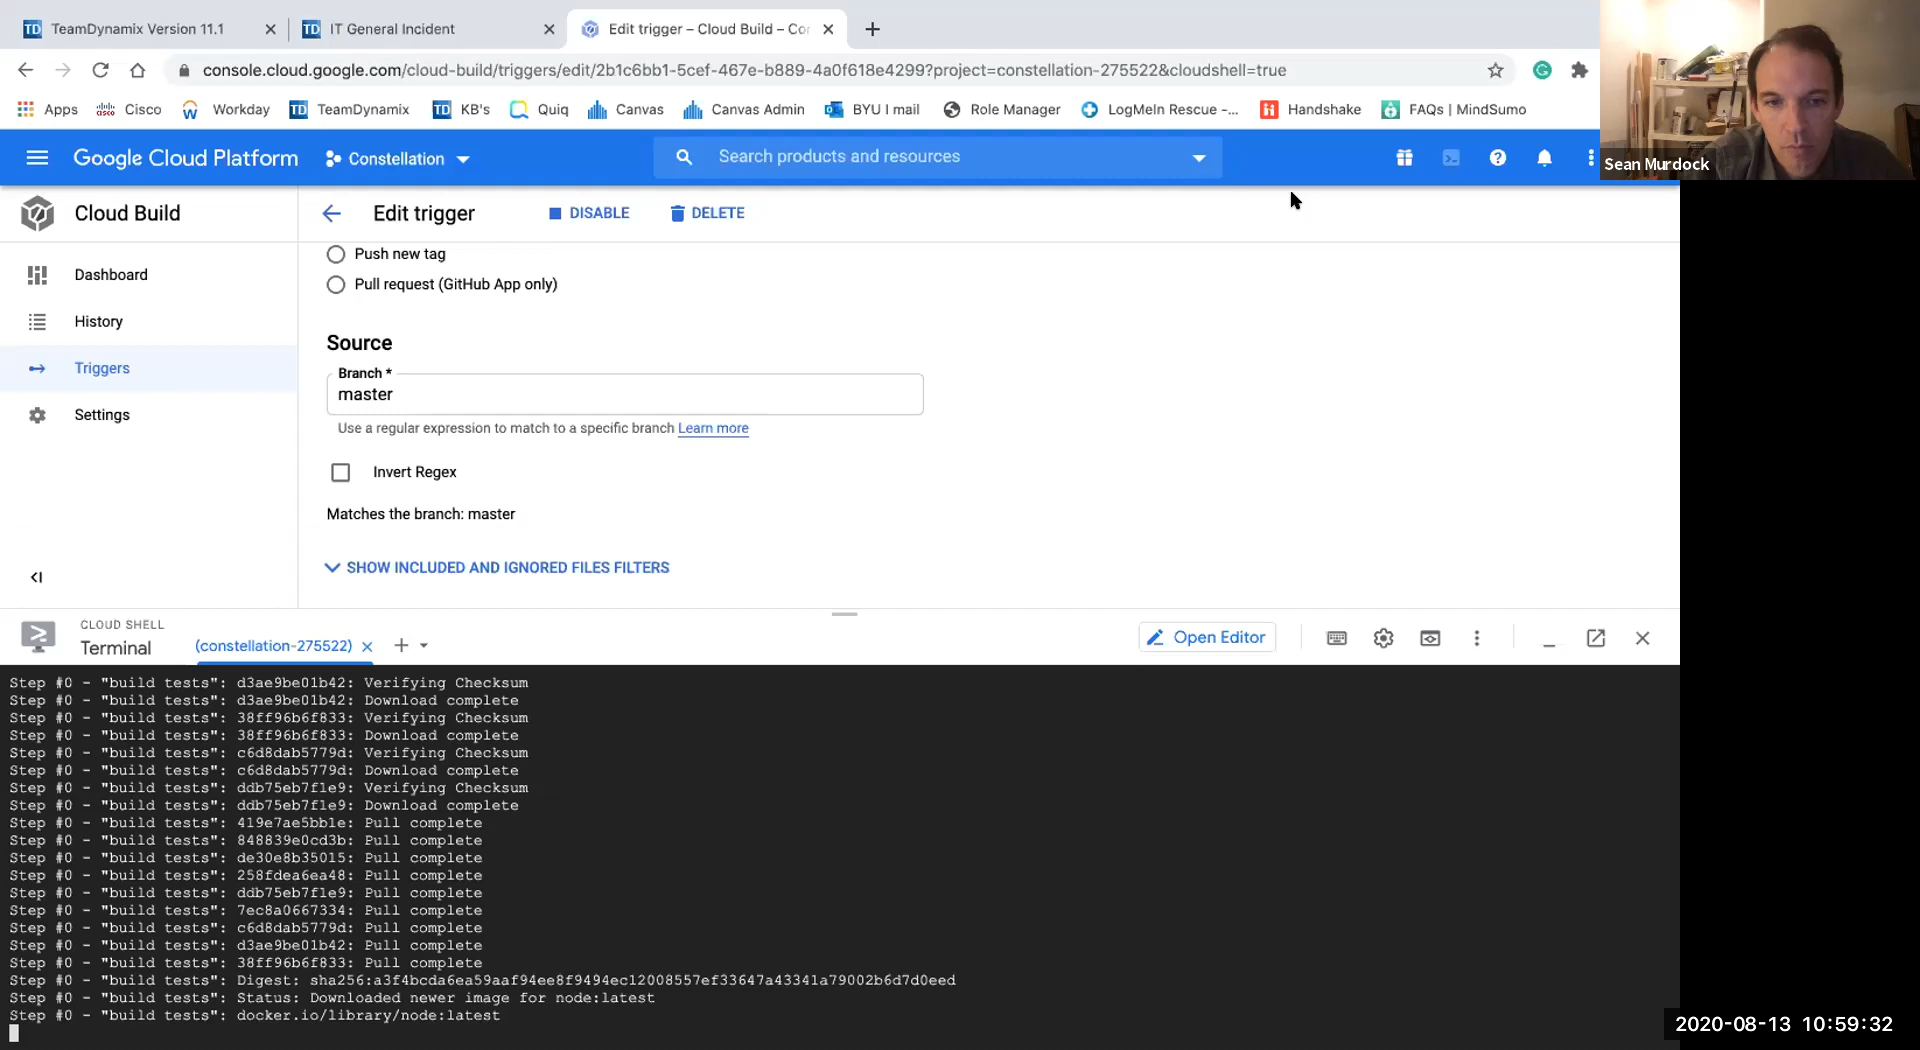 TeamDynamix Version 11.1
IT General Incident
Edit trigger – Cloud Build – Co
console.cloud.google.com/cloud-build/triggers/edit/2b1c6bb1-5cef-467e-b889-4a0f618e4299?project=constellation-275522&cloudshell=true
Apps Cisco Workday TD TeamDynamix TD KB's Quiq Canvas Canvas Admin BYU I mail Role Manager LogMeIn Rescue -... Handshake FAQs | MindSumo
Google Cloud Platform Constellation Search products and resources
Sean Murdock
Cloud Build
Edit trigger DISABLE DELETE
Dashboard
History
Triggers
Settings
Push new tag
Pull request (GitHub App only)
Source
Branch *
master
Use a regular expression to match to a specific branch Learn more
Invert Regex
Matches the branch: master
SHOW INCLUDED AND IGNORED FILES FILTERS
CLOUD SHELL
Terminal (constellation-275522) Open Editor
Step #0 - "build tests": d3ae9be01b42: Verifying Checksum
Step #0 - "build tests": d3ae9be01b42: Download complete
Step #0 - "build tests": 38ff96b6f833: Verifying Checksum
Step #0 - "build tests": 38ff96b6f833: Download complete
Step #0 - "build tests": c6d8dab5779d: Verifying Checksum
Step #0 - "build tests": c6d8dab5779d: Download complete
Step #0 - "build tests": ddb75eb7f1e9: Verifying Checksum
Step #0 - "build tests": ddb75eb7f1e9: Download complete
Step #0 - "build tests": 419e7ae5bb1e: Pull complete
Step #0 - "build tests": 848839e0cd3b: Pull complete
Step #0 - "build tests": de30e8b35015: Pull complete
Step #0 - "build tests": 258fdea6ea48: Pull complete
Step #0 - "build tests": ddb75eb7f1e9: Pull complete
Step #0 - "build tests": 7ec8a0667334: Pull complete
Step #0 - "build tests": c6d8dab5779d: Pull complete
Step #0 - "build tests": d3ae9be01b42: Pull complete
Step #0 - "build tests": 38ff96b6f833: Pull complete
Step #0 - "build tests": Digest: sha256:a3f4bcda6ea59aaf94ee8f9494ec12008557ef33647a43341a79002b6d7d0eed
Step #0 - "build tests": Status: Downloaded newer image for node:latest
Step #0 - "build tests": docker.io/library/node:latest
2020-08-13 10:59:32